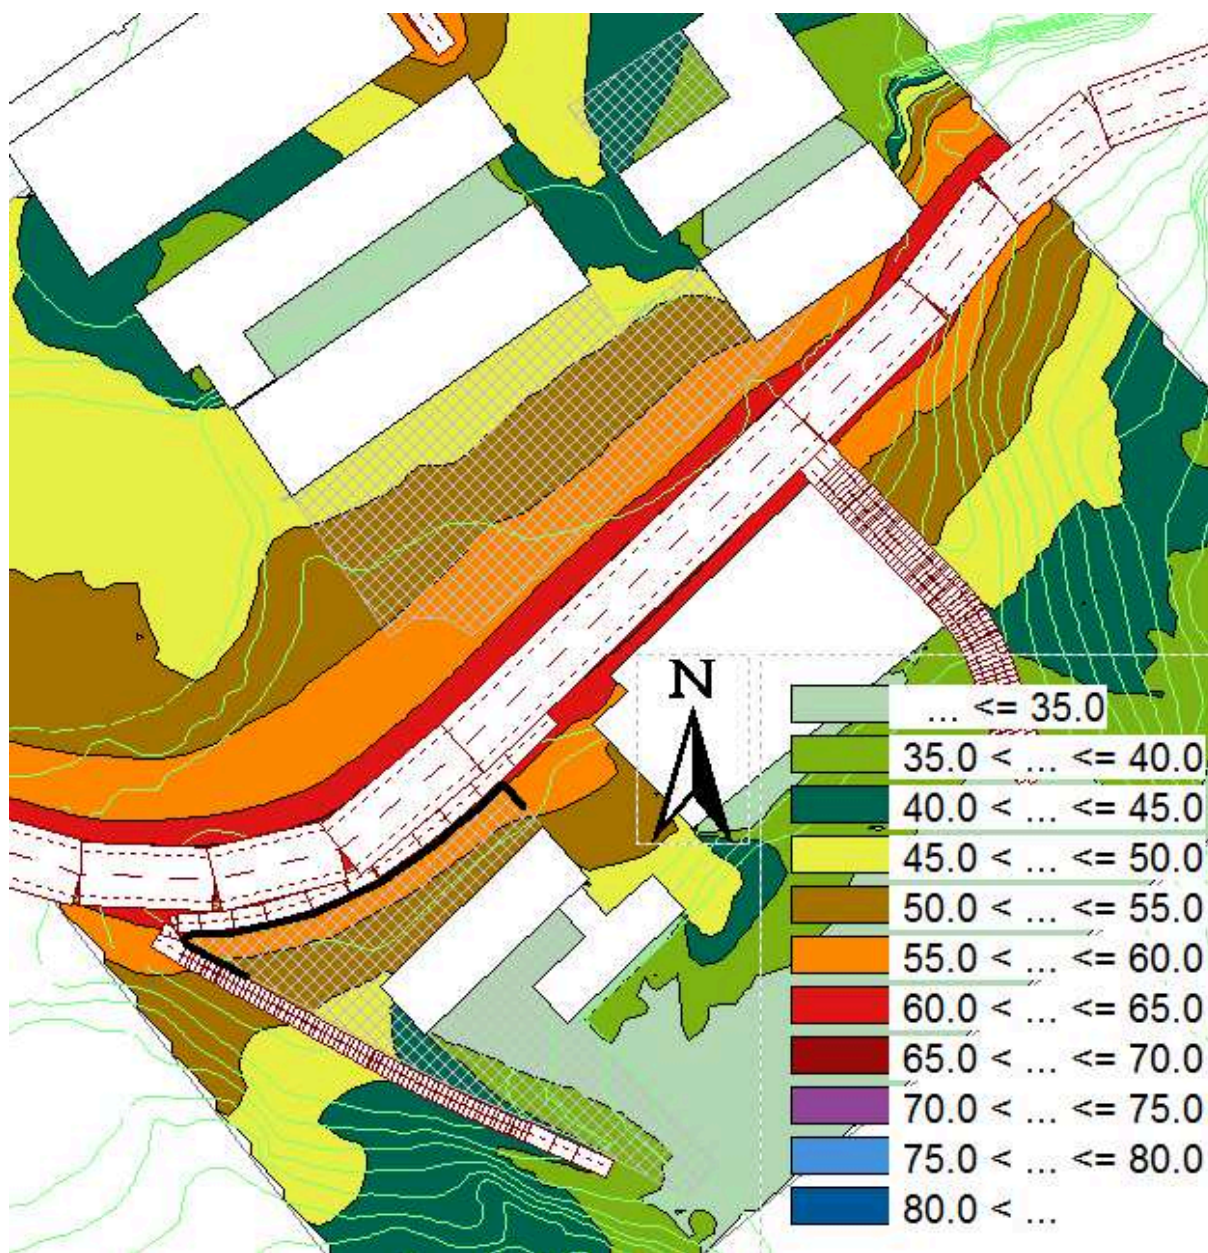 N
... <= 35.0
35.0 < ... <= 40.0
40.0 < ... <= 45.0
45.0 < ... <= 50.0
50.0 < ... <= 55.0
55.0 < ... <= 60.0
60.0 < ... <= 65.0
65.0 < ... <= 70.0
70.0 < ... <= 75.0
75.0 < ... <= 80.0
80.0 < ...